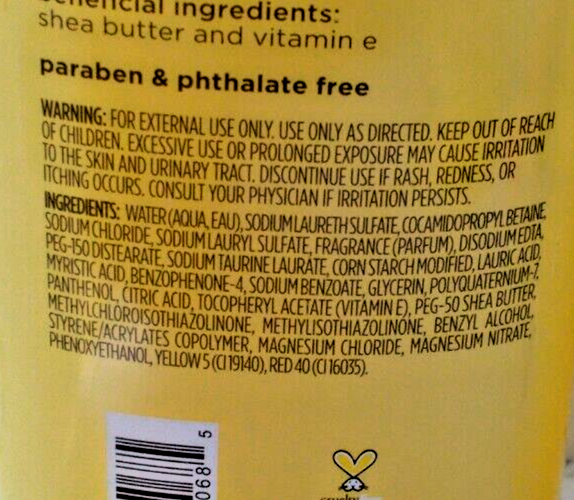 beneficial ingredients:
shea butter and vitamin e
paraben & phthalate free
WARNING: FOR EXTERNAL USE ONLY. USE ONLY AS DIRECTED. KEEP OUT OF REACH
OF CHILDREN. EXCESSIVE USE OR PROLONGED EXPOSURE MAY CAUSE IRRITATION
TO THE SKIN AND URINARY TRACT. DISCONTINUE USE IF RASH, REDNESS, OR
ITCHING OCCURS. CONSULT YOUR PHYSICIAN IF IRRITATION PERSISTS.
INGREDIENTS: WATER (AQUA, EAU), SODIUM LAURETH SULFATE, COCAMIDOPROPYL BETAINE,
SODIUM CHLORIDE, SODIUM LAURYL SULFATE, FRAGRANCE (PARFUM), DISODIUM EDTA,
PEG-150 DISTEARATE, SODIUM TAURINE LAURATE, CORN STARCH MODIFIED, LAURIC ACID,
MYRISTIC ACID, BENZOPHENONE-4, SODIUM BENZOATE, GLYCERIN, POLYQUATERNIUM-7,
PANTHENOL, CITRIC ACID, TOCOPHERYL ACETATE (VITAMIN E), PEG-50 SHEA BUTTER,
METHYLCHLOROISOTHIAZOLINONE, METHYLISOTHIAZOLINONE, BENZYL ALCOHOL,
STYRENE/ACRYLATES COPOLYMER, MAGNESIUM CHLORIDE, MAGNESIUM NITRATE,
PHENOXYETHANOL, YELLOW 5 (CI 19140), RED 40 (CI 16035).
068 5